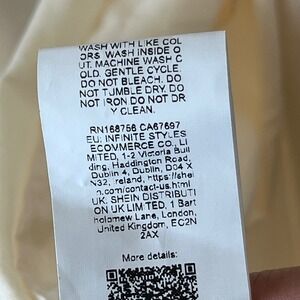 WASH WITH LIKE COL
ORS. WASH INSIDE O
UT. MACHINE WASH C
OLD. GENTLE CYCLE.
DO NOT BLEACH. DO
NOT TUMBLE DRY. DO
NOT IRON DO NOT DR
Y CLEAN.
RN168756 CA67697
EU: INFINITE STYLES
ECOMMERCE CO., LI
MITED, 1-2 Victoria Buil
ding, Haddington Road,
Dublin 4, Dublin, D04 X
N32, Ireland, https://shei
n.com/contact-us.html
UK: SHEIN DISTRIBUTI
ON UK LIMITED, 1 Bart
holomew Lane, London,
United Kingdom, EC2N
2AX
More details: